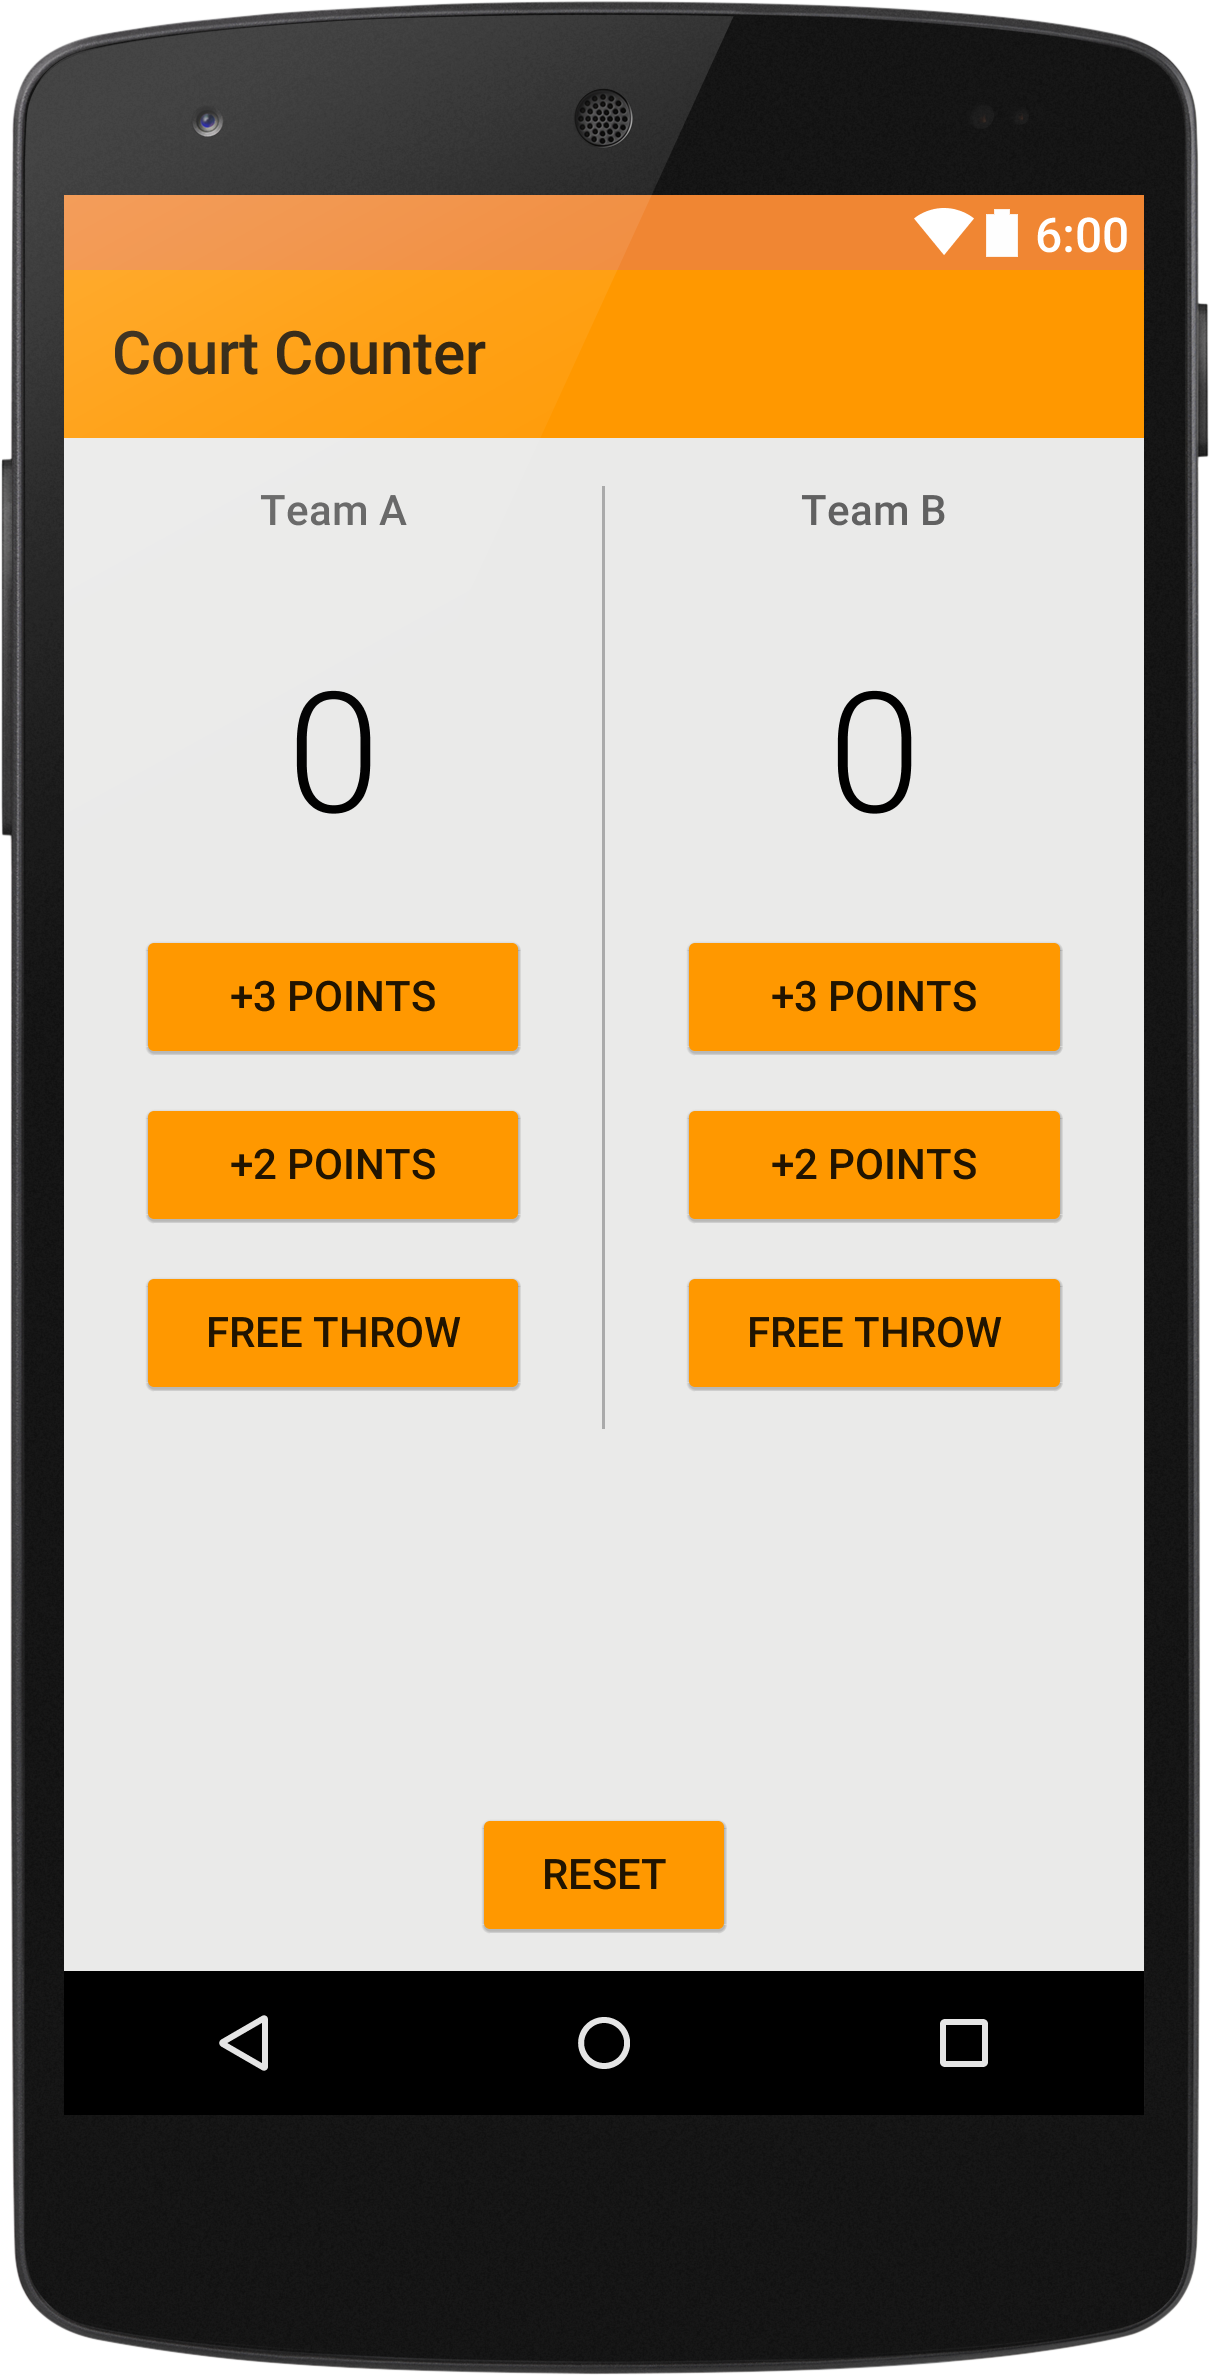 6:00
Court Counter
Team A
Team B
0
0
+3 POINTS
+3 POINTS
+2 POINTS
+2 POINTS
FREE THROW
FREE THROW
RESET